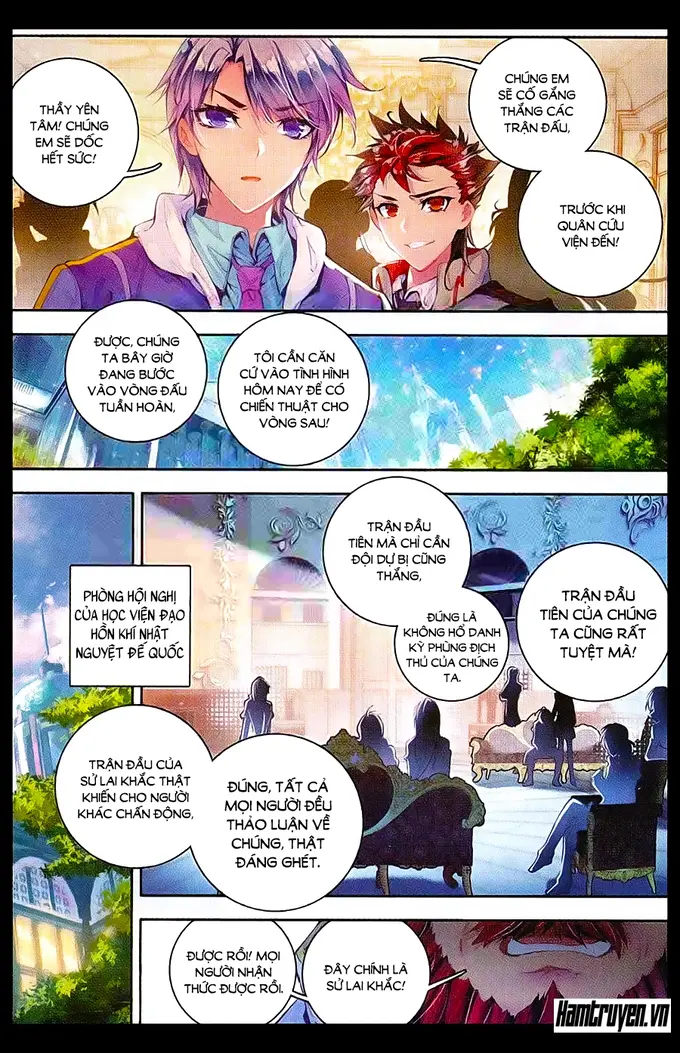 THẦY YÊN
TÂM! CHÚNG
EM SẼ DỐC
HẾT SỨC!
CHÚNG EM
SẼ CỐ GẮNG
THẮNG CÁC
TRẬN ĐẤU,
TRƯỚC KHI
QUÂN CỨU
VIỆN ĐẾN!
ĐƯỢC, CHÚNG
TA BÂY GIỜ
ĐANG BƯỚC
VÀO VÒNG ĐẤU
TUẦN HOÀN,
TÔI CẦN CĂN
CỨ VÀO TÌNH HÌNH
HÔM NAY ĐỂ CÓ
CHIẾN THUẬT CHO
VÒNG SAU!
PHÒNG HỘI NGHỊ
CỦA HỌC VIỆN ĐẠO
HỒN KHÍ NHẬT
NGUYỆT ĐẾ QUỐC
TRẬN ĐẦU
TIÊN MÀ CHỈ CẦN
ĐỘI DỰ BỊ CŨNG
THẮNG,
ĐÚNG LÀ
KHÔNG HỔ DANH
KỲ PHÙNG ĐỊCH
THỦ CỦA CHÚNG
TA.
TRẬN ĐẦU
TIÊN CỦA CHÚNG
TA CŨNG RẤT
TUYỆT MÀ!
TRẬN ĐẤU CỦA
SỬ LAI KHẮC THẬT
KHIẾN CHO NGƯỜI
KHÁC CHẤN ĐỘNG,
ĐÚNG, TẤT CẢ
MỌI NGƯỜI ĐỀU
THẢO LUẬN VỀ
CHÚNG, THẬT
ĐÁNG GHÉT.
ĐƯỢC RỒI! MỌI
NGƯỜI NHẬN
THỨC ĐƯỢC RỒI.
ĐÂY CHÍNH LÀ
SỬ LAI KHẮC!
Hamtruyen.vn